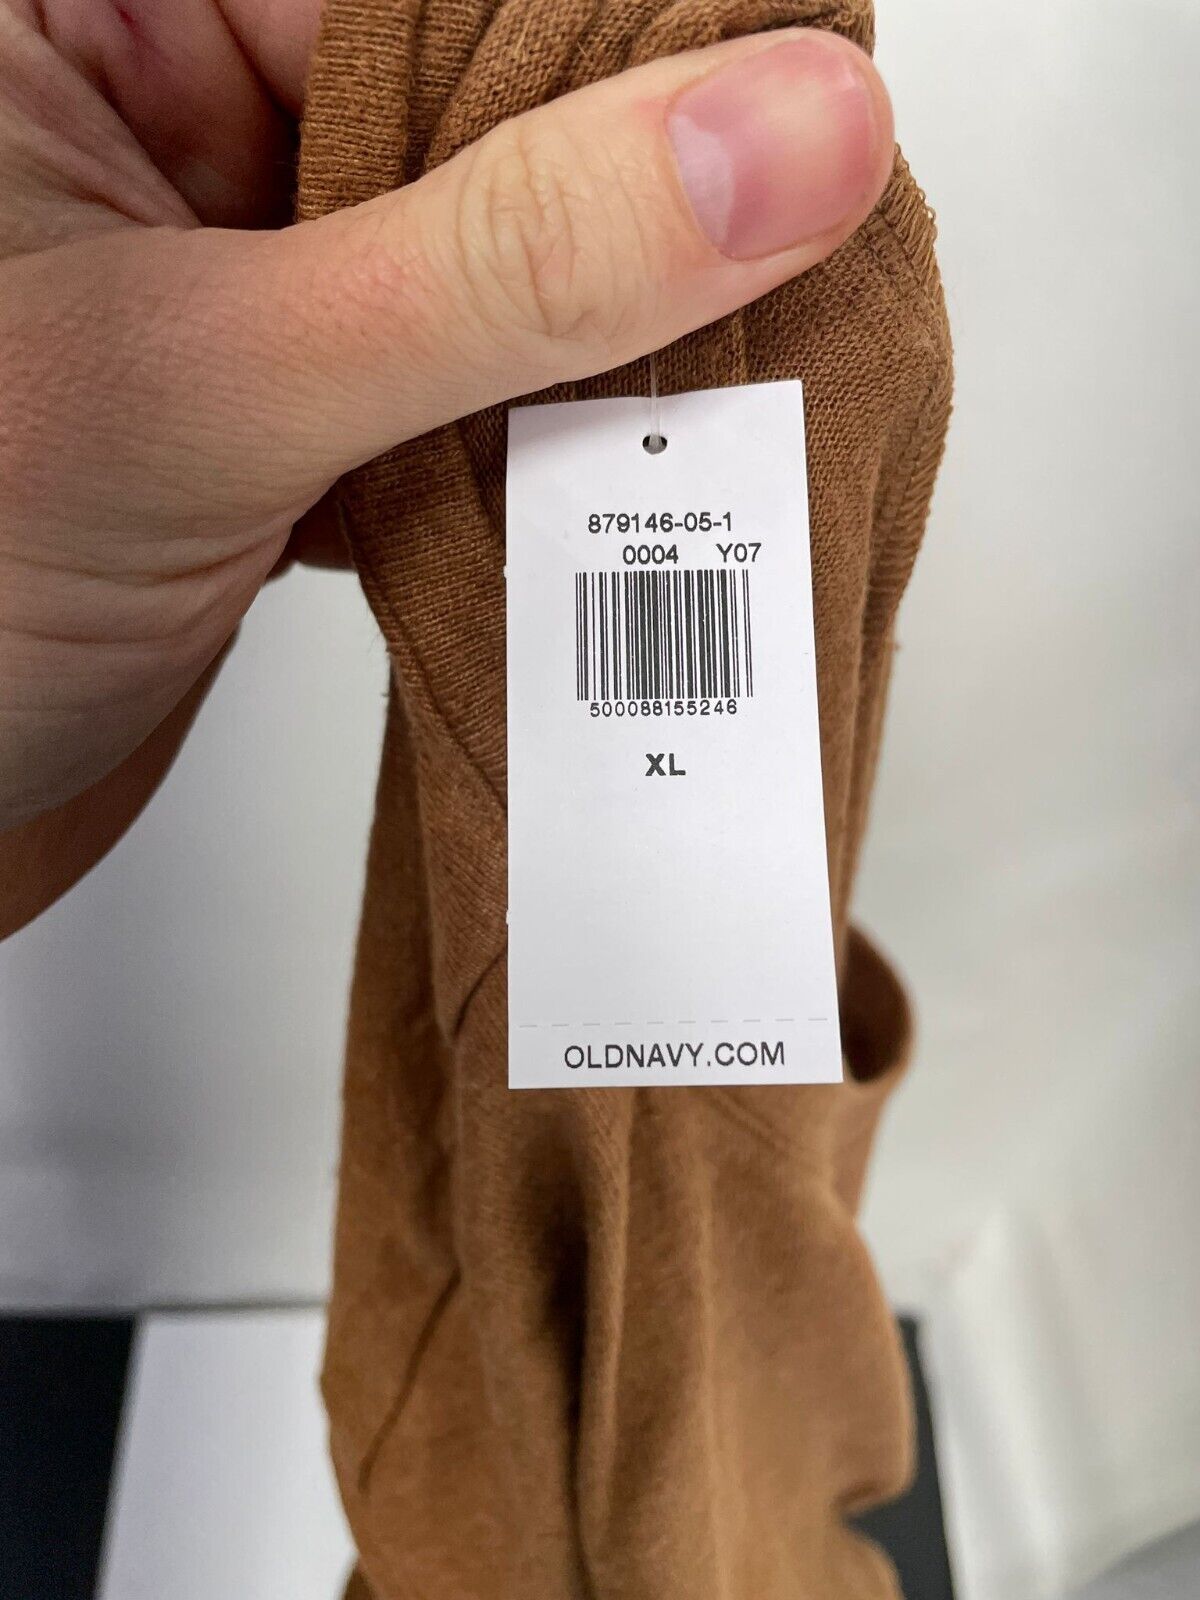 879146-05-1
0004 Y07
500088155246
XL
OLDNAVY.COM